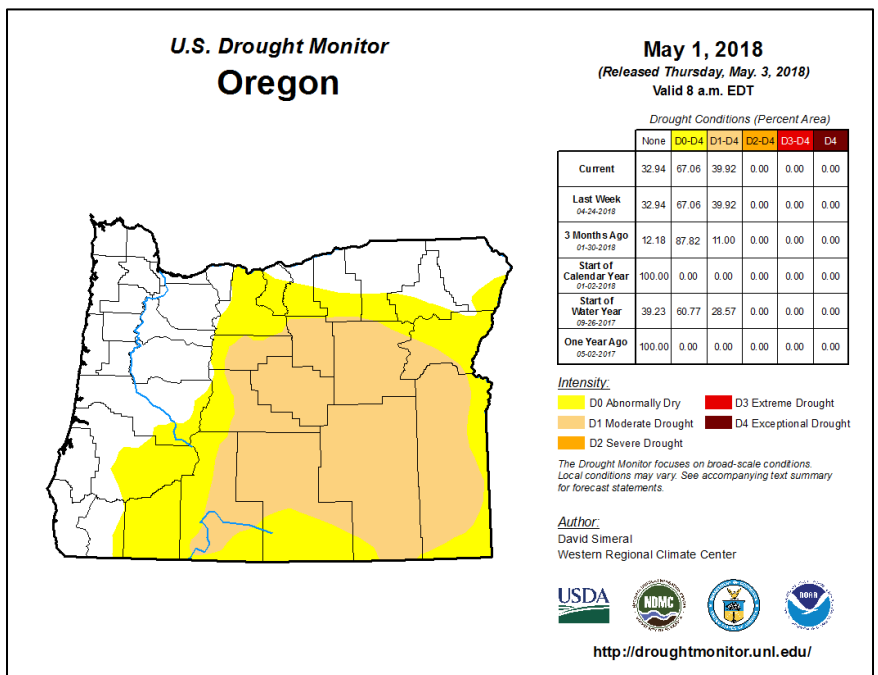 U.S. Drought Monitor
Oregon
May 1, 2018
(Released Thursday, May. 3, 2018)
Valid 8 a.m. EDT
Drought Conditions (Percent Area)
None D0-D4 D1-D4 D2-D4 D3-D4 D4
Current 32.94 67.06 39.92 0.00 0.00 0.00
Last Week
04-24-2018
32.94 67.06 39.92 0.00 0.00 0.00
3 Months Ago
01-30-2018
12.18 87.82 11.00 0.00 0.00 0.00
Start of
Calendar Year
01-02-2018
100.00 0.00 0.00 0.00 0.00 0.00
Start of
Water Year
09-26-2017
39.23 60.77 28.57 0.00 0.00 0.00
One Year Ago
05-02-2017
100.00 0.00 0.00 0.00 0.00 0.00
Intensity:
D0 Abnormally Dry
D1 Moderate Drought
D2 Severe Drought
D3 Extreme Drought
D4 Exceptional Drought
The Drought Monitor focuses on broad-scale conditions.
Local conditions may vary. See accompanying text summary
for forecast statements.
Author:
David Simeral
Western Regional Climate Center
USDA
NDMC
NOAA
http://droughtmonitor.unl.edu/